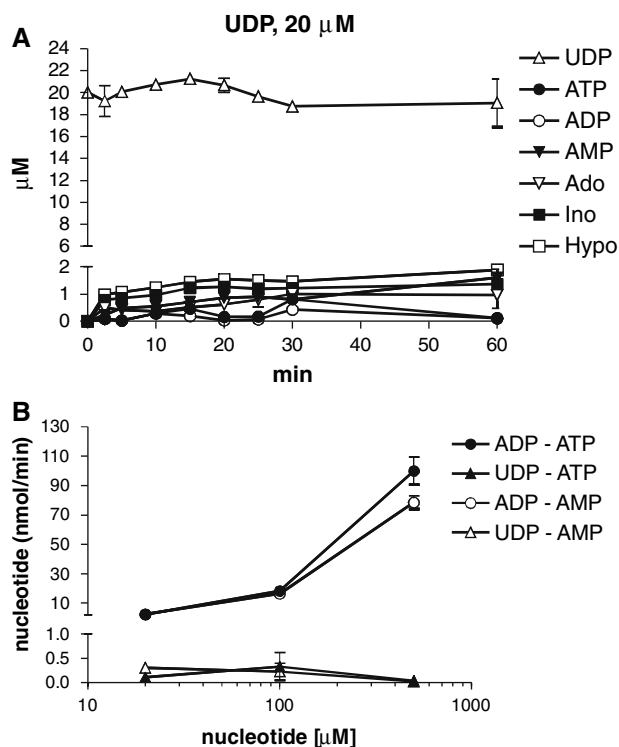 UDP, 20 μM
A
24
22
20
18
16
14
12
10
8
6
2
1
0
μM
0 10 20 30 40 50 60
min
UDP
ATP
ADP
AMP
Ado
Ino
Hypo
B
130
110
90
70
50
30
10
1.0
0.5
0.0
nucleotide (nmol/min)
10 100 1000
nucleotide [μM]
ADP - ATP
UDP - ATP
ADP - AMP
UDP - AMP